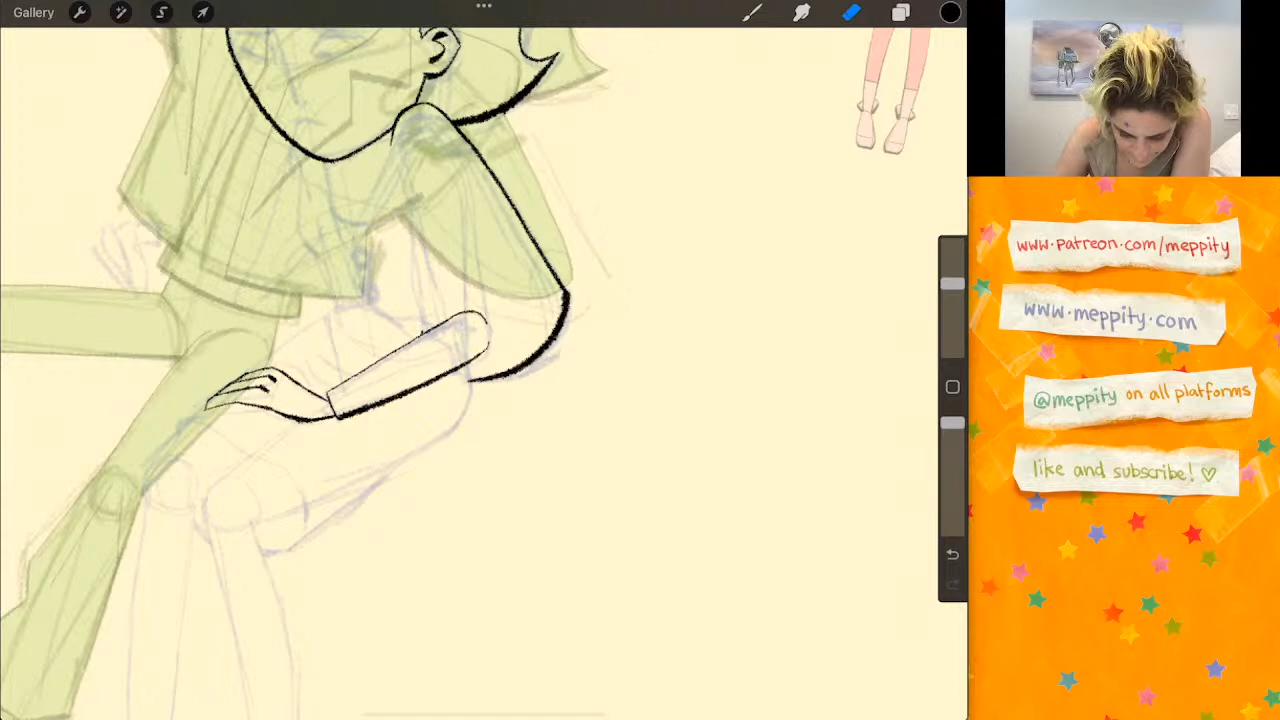 Gallery
www.patreon.com/meppity
www.meppity.com
@meppity on all platforms
like and subscribe! ♡